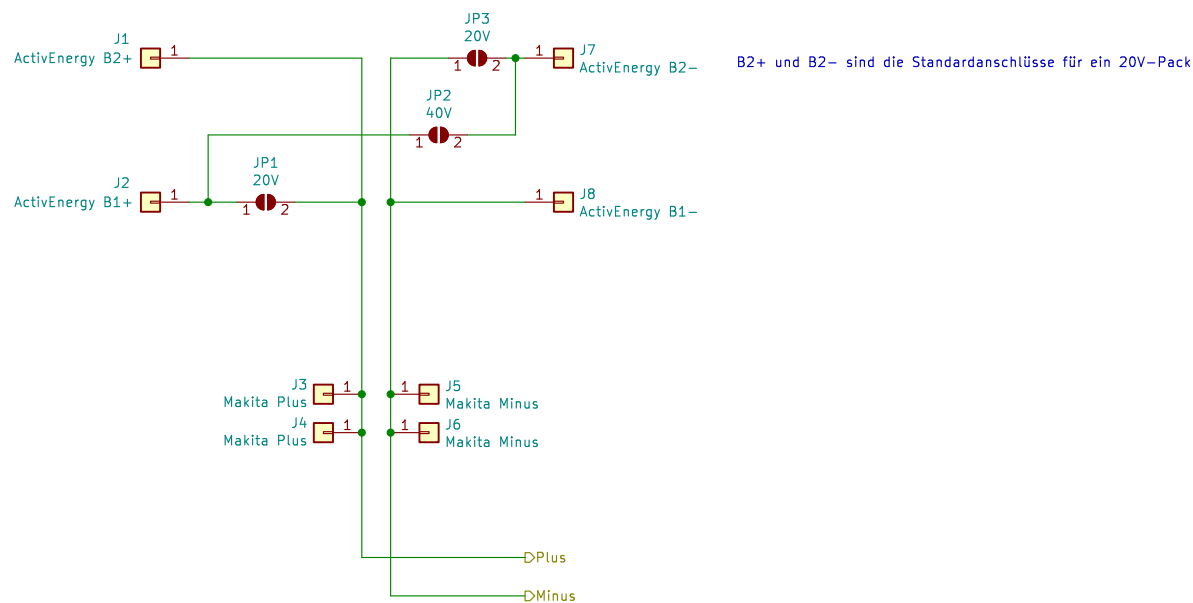 JP3
20V
J1
1
ActivEnergy B2+
1
2
1
J7
ActivEnergy B2-
B2+ und B2- sind die Standardanschlüsse für ein 20V-Pack
JP2
40V
1
2
JP1
20V
J2
1
ActivEnergy B1+
1
2
1
J8
ActivEnergy B1-
J3
1
Makita Plus
1
J5
Makita Minus
J4
1
Makita Plus
1
J6
Makita Minus
Plus
Minus